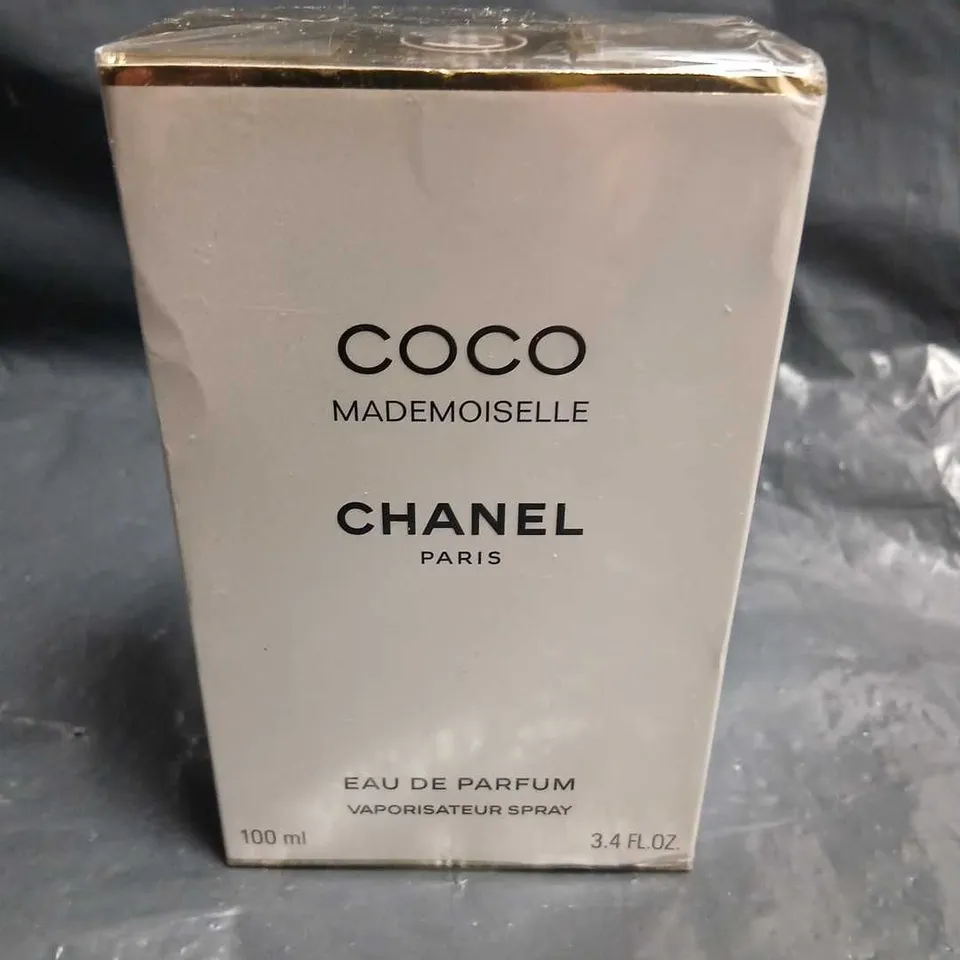 COCO
MADEMOISELLE
CHANEL
PARIS
EAU DE PARFUM
VAPORISATEUR SPRAY
100 ml 3.4 FL.OZ.